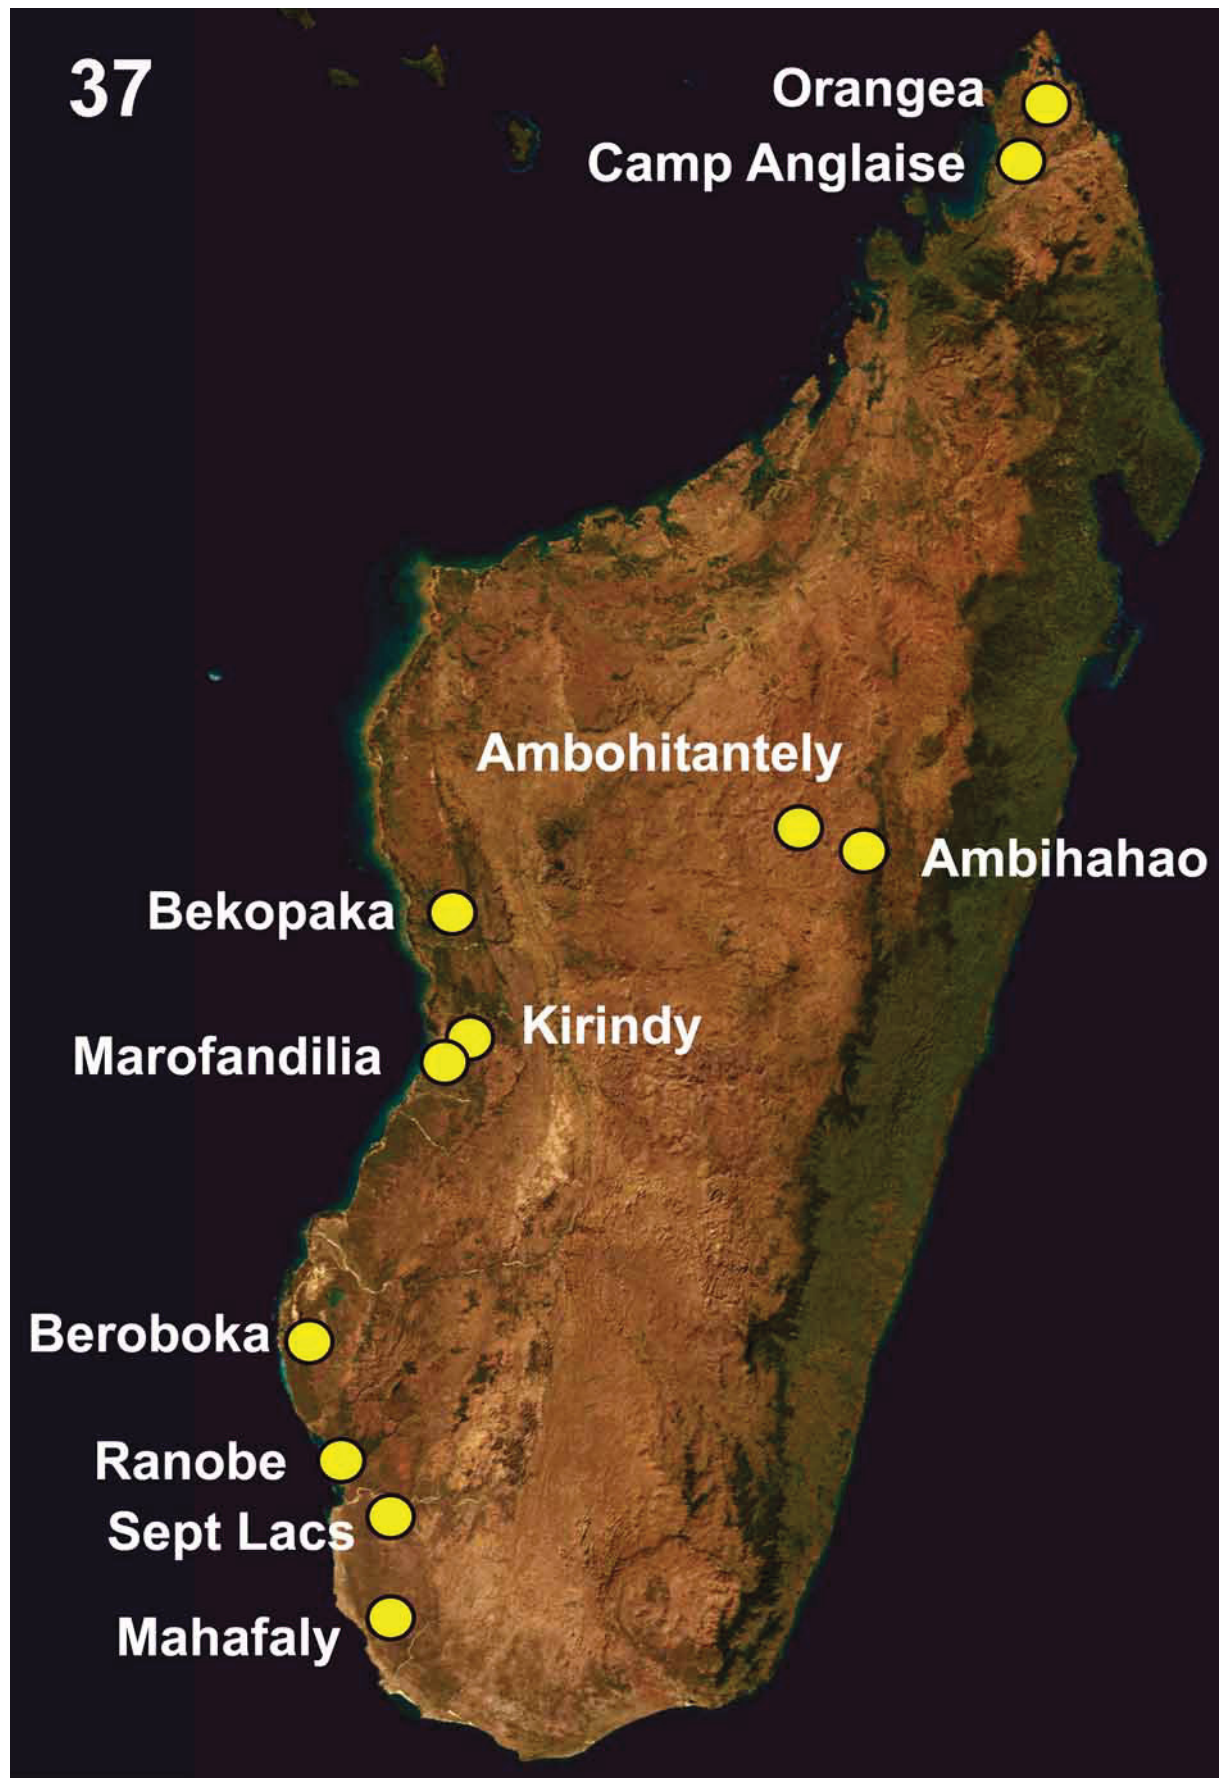 37
Orangea
Camp Anglaise
Ambohitantely
Ambihahao
Bekopaka
Kirindy
Marofandilia
Beroboka
Ranobe
Sept Lacs
Mahafaly